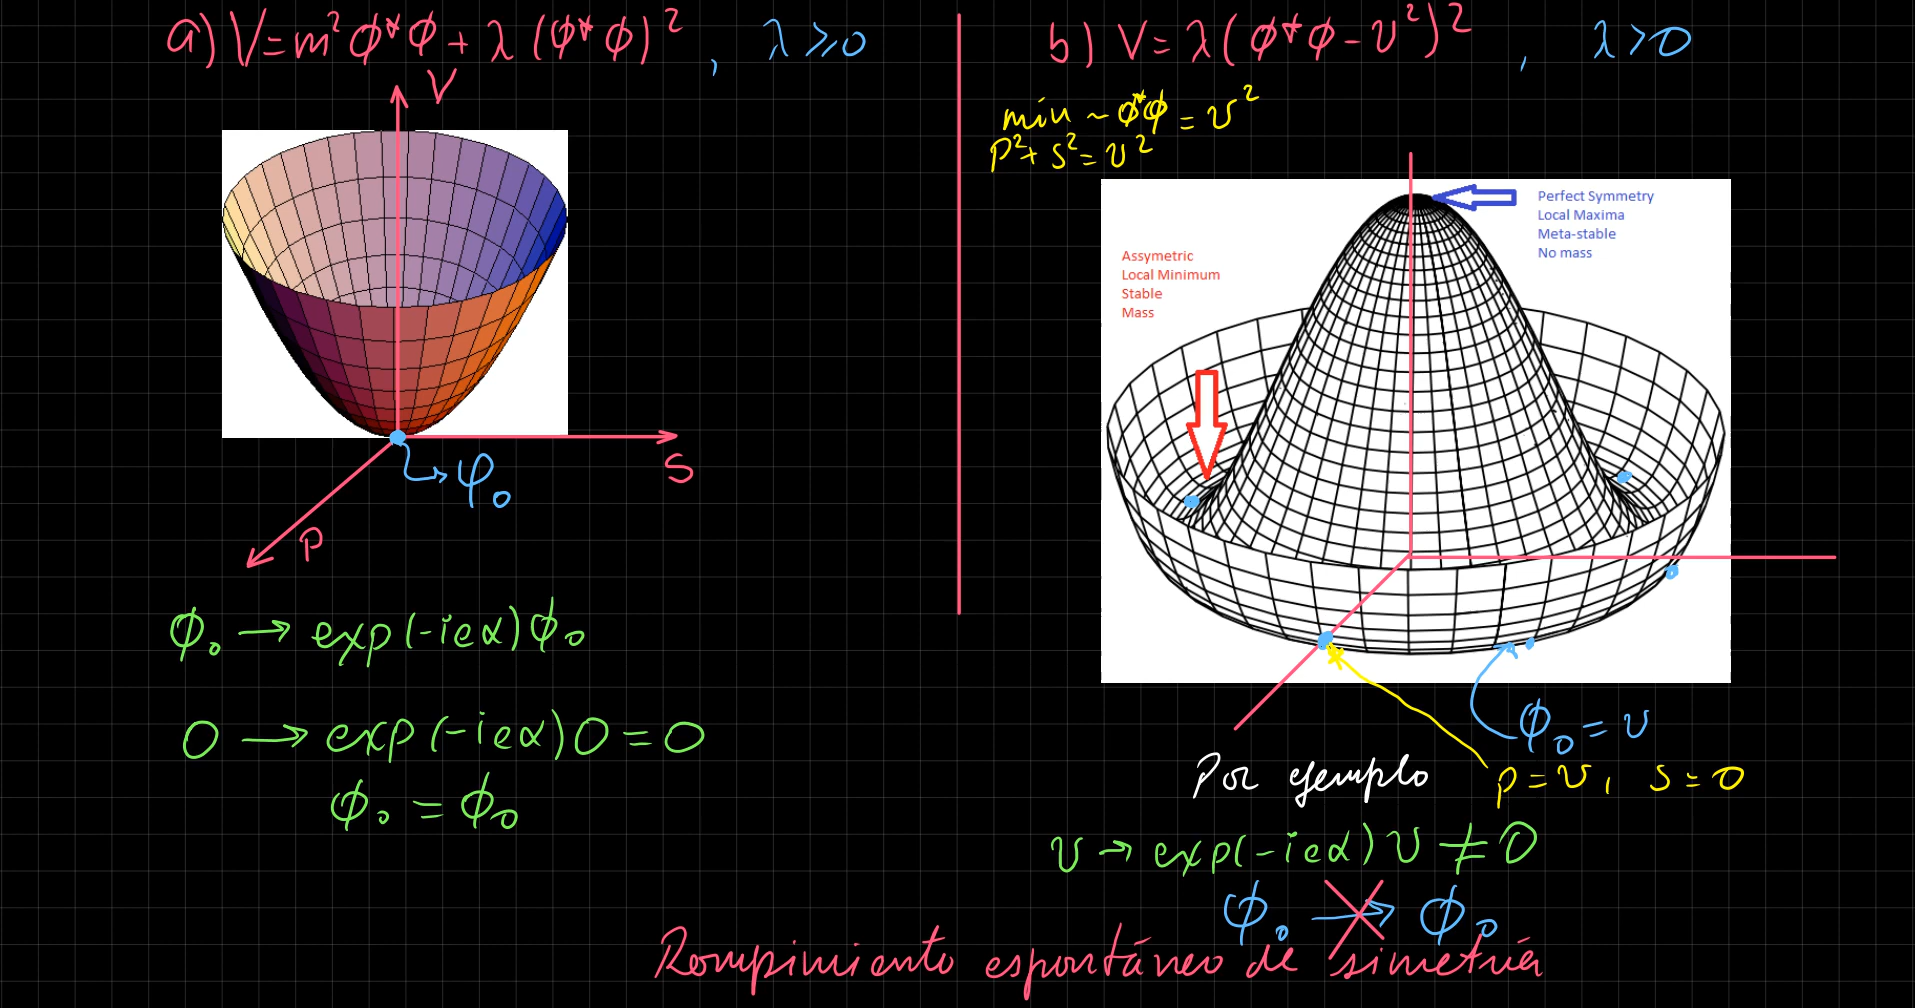 a) V = m² ϕ*ϕ + λ (ϕ*ϕ)² , λ ≥ 0
V
S
P
φ₀
ϕ₀ → exp(-ieα) ϕ₀
0 → exp(-ieα) 0 = 0
ϕ₀ = ϕ₀
b) V = λ (ϕ*ϕ - v²)² , λ > 0
min ~ ϕ*ϕ = v²
p² + s² = v²
Perfect Symmetry
Local Maxima
Meta-stable
No mass
Assymetric
Local Minimum
Stable
Mass
ϕ₀ = v
Por ejemplo p = v, s = 0
v → exp(-ieα) v ≠ 0
ϕ₀ ↛ ϕ₀
Rompimiento espontáneo de simetría